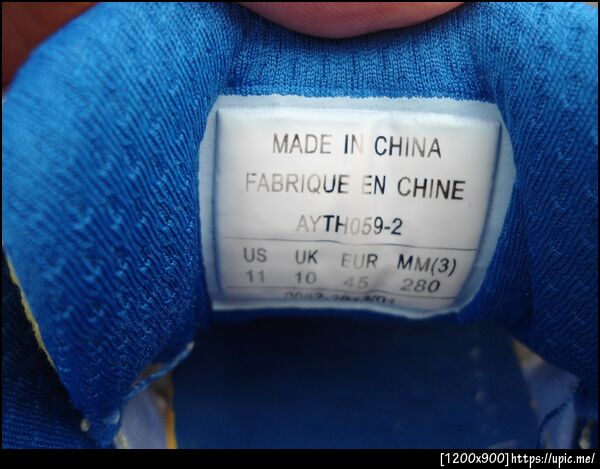 MADE IN CHINA
FABRIQUE EN CHINE
AYTH059-2
US UK EUR MM(3)
11 10 45 280
[1200x900]https://upic.me/